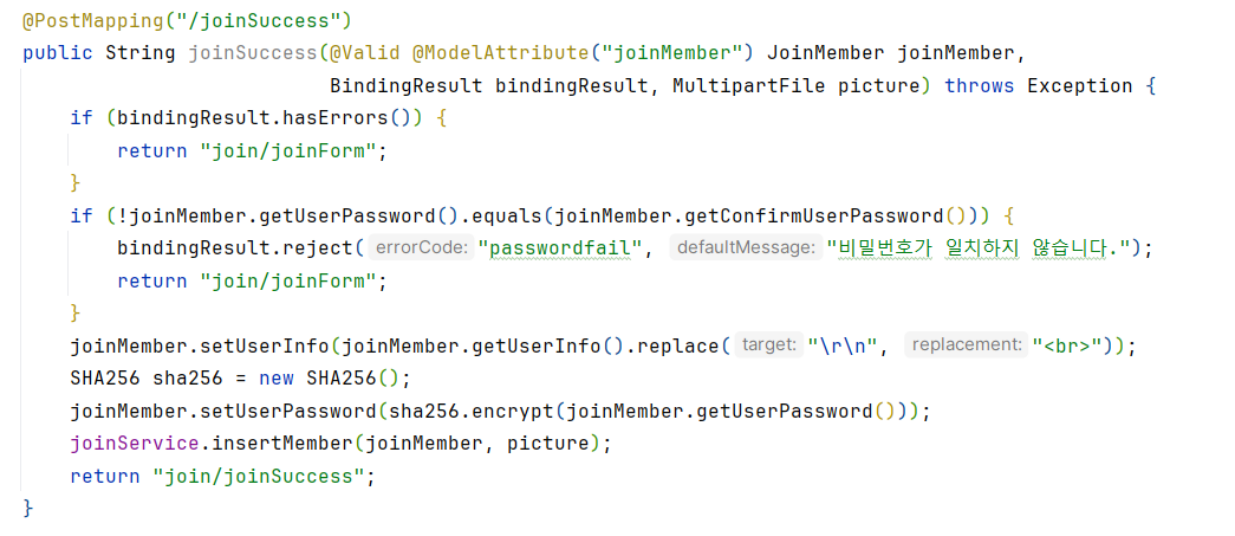 @PostMapping("/joinSuccess")
public String joinSuccess(@Valid @ModelAttribute("joinMember") JoinMember joinMember,
                          BindingResult bindingResult, MultipartFile picture) throws Exception {
    if (bindingResult.hasErrors()) {
        return "join/joinForm";
    }
    if (!joinMember.getUserPassword().equals(joinMember.getConfirmUserPassword())) {
        bindingResult.reject( errorCode: "passwordfail", defaultMessage: "비밀번호가 일치하지 않습니다.");
        return "join/joinForm";
    }
    joinMember.setUserInfo(joinMember.getUserInfo().replace( target: "\r\n", replacement: "<br>"));
    SHA256 sha256 = new SHA256();
    joinMember.setUserPassword(sha256.encrypt(joinMember.getUserPassword()));
    joinService.insertMember(joinMember, picture);
    return "join/joinSuccess";
}